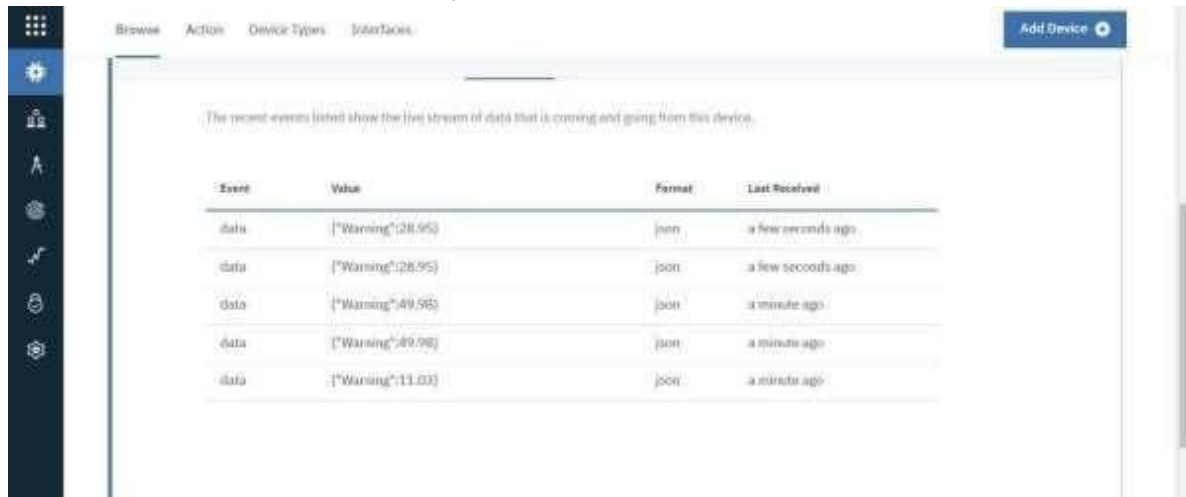 Browse Action Device Types Interfaces
Add Device
The recent events listed show the live stream of data that is coming and going from this device.
Event Value Format Last Received
data {"Warning":28.95} json a few seconds ago
data {"Warning":28.95} json a few seconds ago
data {"Warning":49.98} json a minute ago
data {"Warning":49.98} json a minute ago
data {"Warning":11.03} json a minute ago